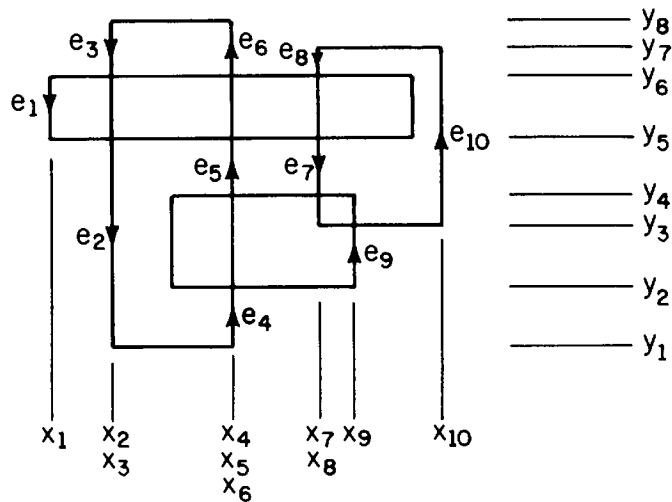 y₈
e₃ e₆ e₈ y₇
y₆
e₁
e₁₀ y₅
e₅ e₇ y₄
e₂ y₃
e₉
y₂
e₄
y₁
x₁ x₂ x₄ x₇ x₉ x₁₀
x₃ x₅ x₈
x₆